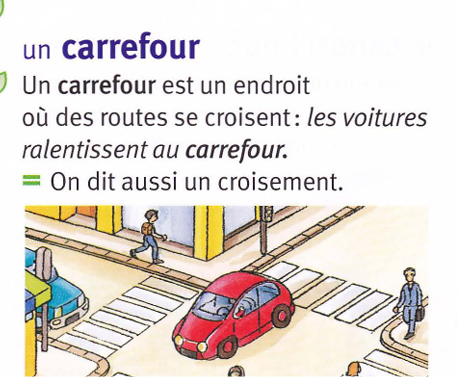 un carrefour
Un carrefour est un endroit
où des routes se croisent : les voitures
ralentissent au carrefour.
= On dit aussi un croisement.